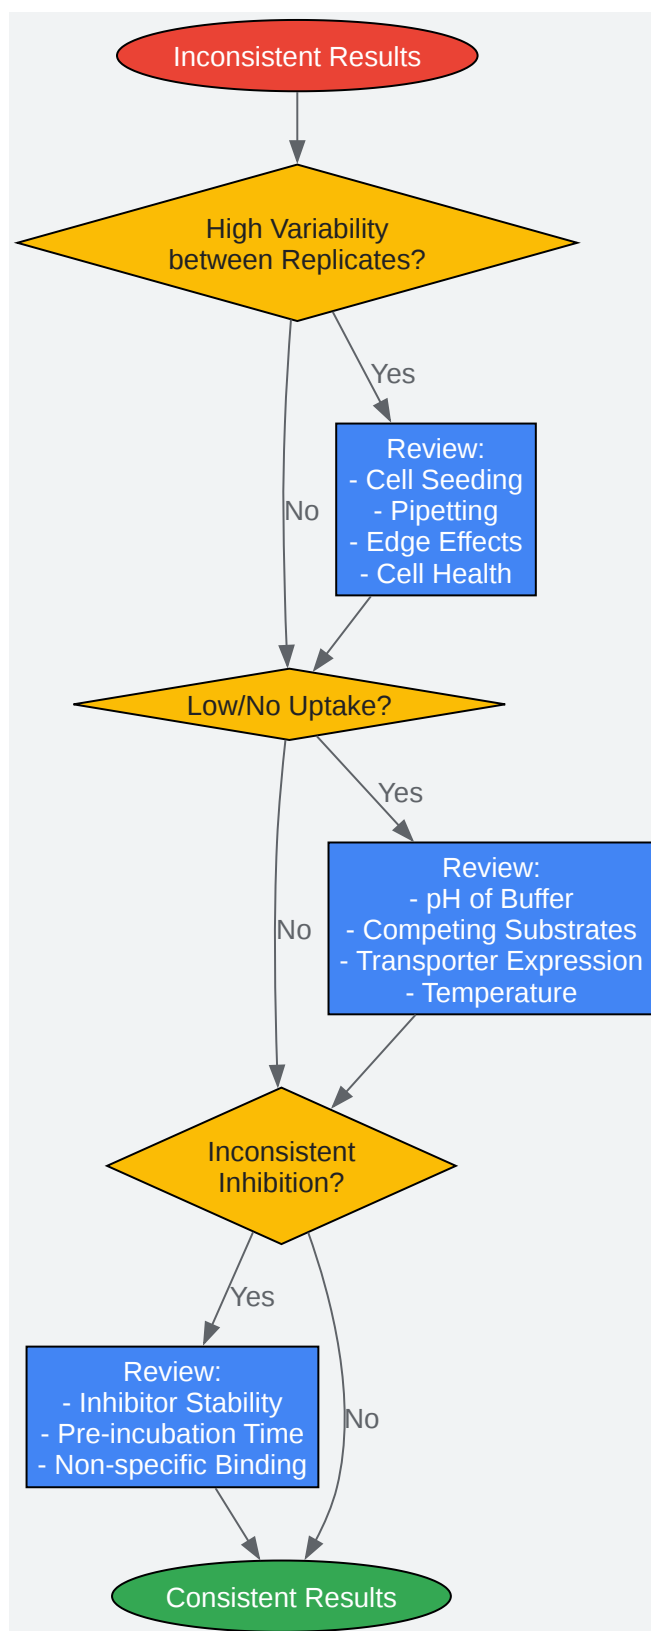 Inconsistent Results
High Variability
between Replicates?
Yes
Review:
- Cell Seeding
- Pipetting
- Edge Effects
- Cell Health
No
Low/No Uptake?
Yes
Review:
- pH of Buffer
- Competing Substrates
- Transporter Expression
- Temperature
No
Inconsistent
Inhibition?
Yes
Review:
- Inhibitor Stability
- Pre-incubation Time
- Non-specific Binding
No
Consistent Results